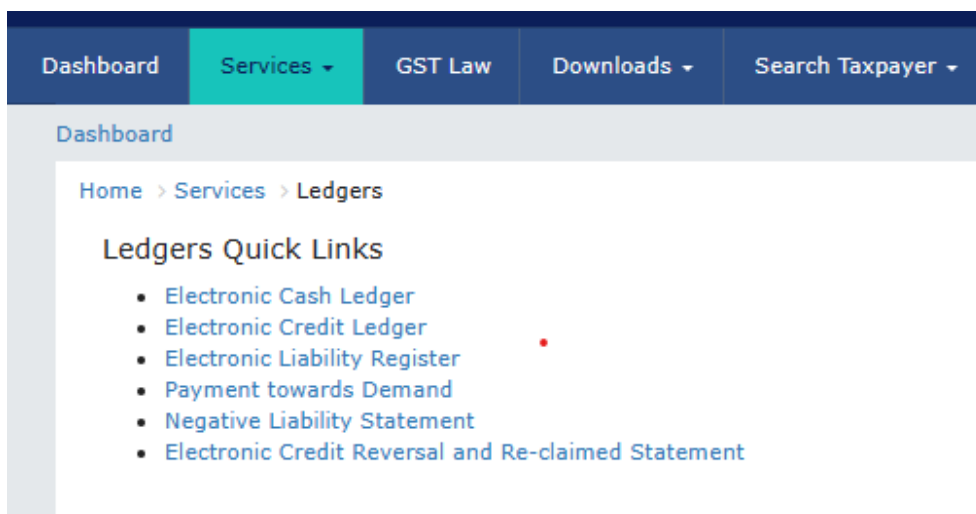 Dashboard Services GST Law Downloads Search Taxpayer
Dashboard
Home > Services > Ledgers
Ledgers Quick Links
• Electronic Cash Ledger
• Electronic Credit Ledger
• Electronic Liability Register
• Payment towards Demand
• Negative Liability Statement
• Electronic Credit Reversal and Re-claimed Statement